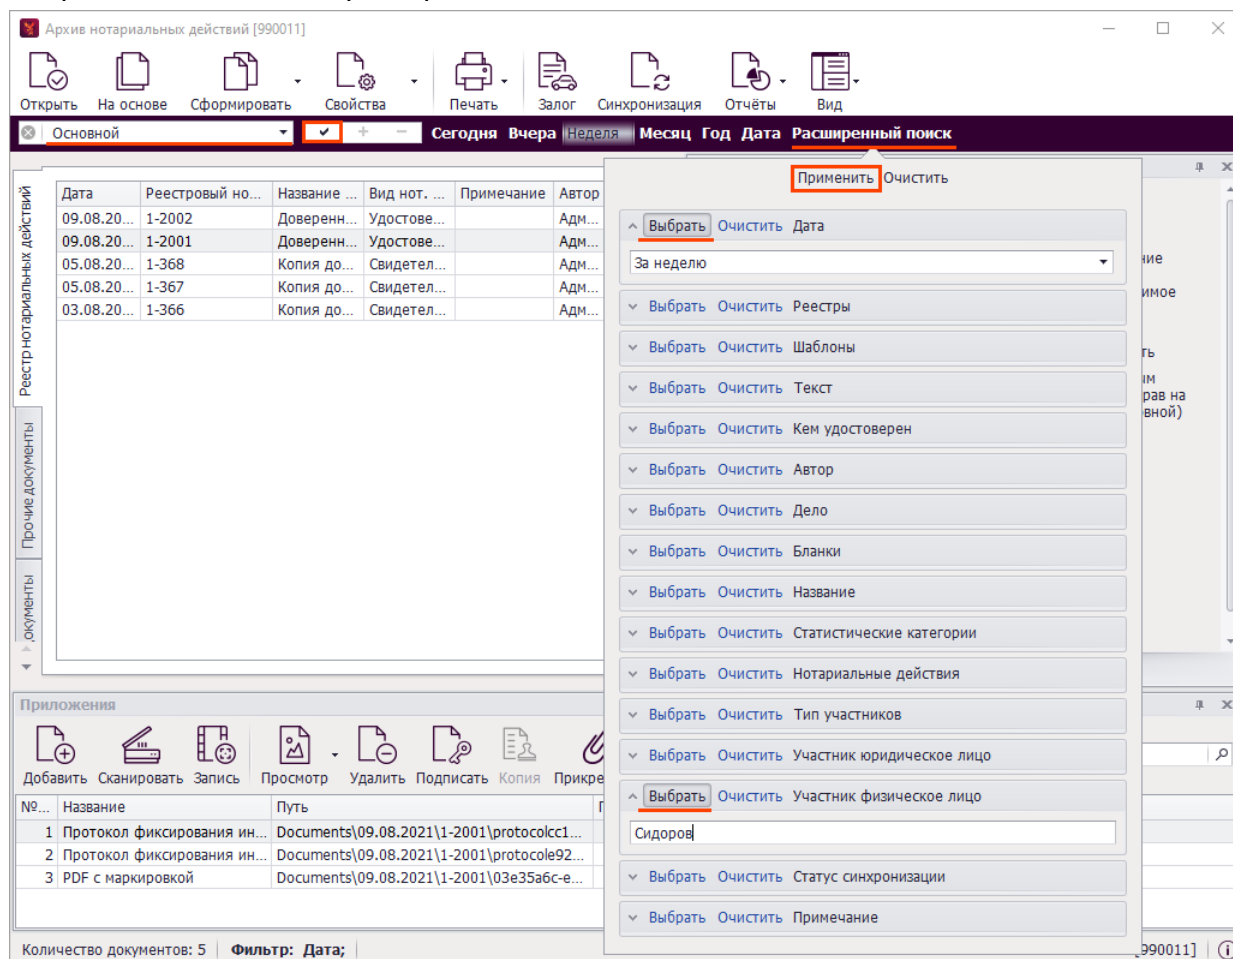 Архив нотариальных действий [990011]
Открыть На основе Сформировать Свойства Печать Залог Синхронизация Отчёты Вид
Основной Сегодня Вчера Неделя Месяц Год Дата Расширенный поиск
Применить Очистить
Реестр нотариальных действий
Прочие документы
Дата Реестровый но... Название ... Вид нот. ... Примечание Автор
09.08.20... 1-2002 Доверенн... Удостове... Адм...
09.08.20... 1-2001 Доверенн... Удостове... Адм...
05.08.20... 1-368 Копия до... Свидетел... Адм...
05.08.20... 1-367 Копия до... Свидетел... Адм...
03.08.20... 1-366 Копия до... Свидетел... Адм...
Выбрать Очистить Дата
За неделю
Выбрать Очистить Реестры
Выбрать Очистить Шаблоны
Выбрать Очистить Текст
Выбрать Очистить Кем удостоверен
Выбрать Очистить Автор
Выбрать Очистить Дело
Выбрать Очистить Бланки
Выбрать Очистить Название
Выбрать Очистить Статистические категории
Выбрать Очистить Нотариальные действия
Выбрать Очистить Тип участников
Выбрать Очистить Участник юридическое лицо
Выбрать Очистить Участник физическое лицо
Сидоров
Выбрать Очистить Статус синхронизации
Выбрать Очистить Примечание
Приложения
Добавить Сканировать Запись Просмотр Удалить Подписать Копия Прикре
№... Название Путь
1 Протокол фиксирования ин... Documents\09.08.2021\1-2001\protocolcc1...
2 Протокол фиксирования ин... Documents\09.08.2021\1-2001\protocole92...
3 PDF с маркировкой Documents\09.08.2021\1-2001\03e35a6c-e...
Количество документов: 5 Фильтр: Дата; 990011]